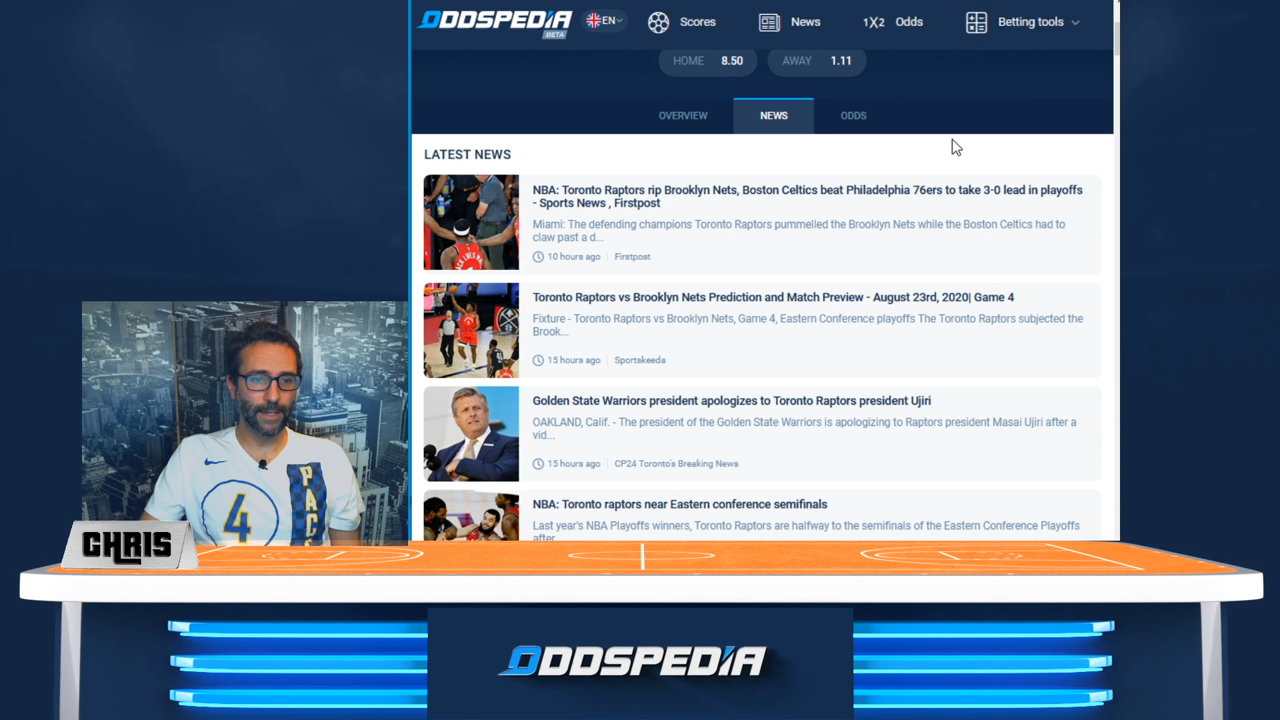 ODDSPEDIA
BETA
EN
Scores
News
1X2 Odds
Betting tools
HOME 8.50
AWAY 1.11
OVERVIEW
NEWS
ODDS
LATEST NEWS
NBA: Toronto Raptors rip Brooklyn Nets, Boston Celtics beat Philadelphia 76ers to take 3-0 lead in playoffs
- Sports News , Firstpost
Miami: The defending champions Toronto Raptors pummelled the Brooklyn Nets while the Boston Celtics had to
claw past a d...
10 hours ago Firstpost
Toronto Raptors vs Brooklyn Nets Prediction and Match Preview - August 23rd, 2020| Game 4
Fixture - Toronto Raptors vs Brooklyn Nets, Game 4, Eastern Conference playoffs The Toronto Raptors subjected the
Brook...
15 hours ago Sportskeeda
Golden State Warriors president apologizes to Toronto Raptors president Ujiri
OAKLAND, Calif. - The president of the Golden State Warriors is apologizing to Raptors president Masai Ujiri after a
vid...
15 hours ago CP24 Toronto's Breaking News
NBA: Toronto raptors near Eastern conference semifinals
Last year's NBA Playoffs winners, Toronto Raptors are halfway to the semifinals of the Eastern Conference Playoffs
after
4
PAC
CHRIS
ODDSPEDIA